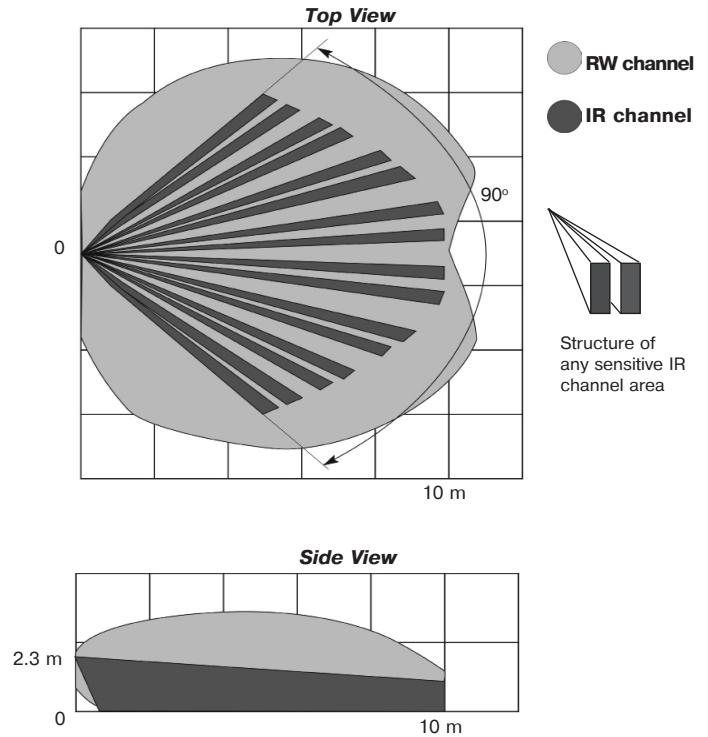 Top View
RW channel
IR channel
90o
0
Structure of
any sensitive IR
channel area
10 m
Side View
2.3 m
0
10 m